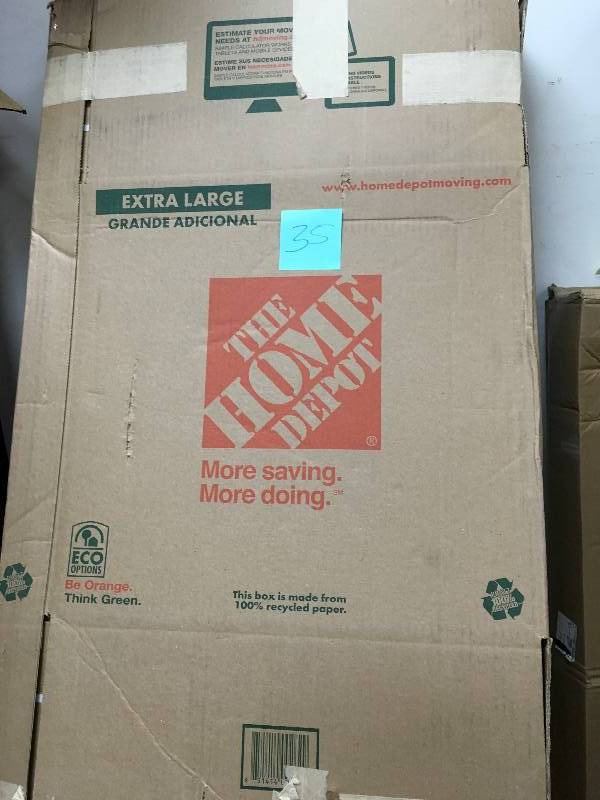 ESTIMATE YOUR MOV
NEEDS AT
ESTIME SUS NECESIDADE
MOVER EN
EXTRA LARGE
GRANDE ADICIONAL
www.homedepotmoving.com
35
THE
HOME
DEPOT
®
More saving.
More doing.℠
ECO
OPTIONS
Be Orange.
Think Green.
This box is made from
100% recycled paper.